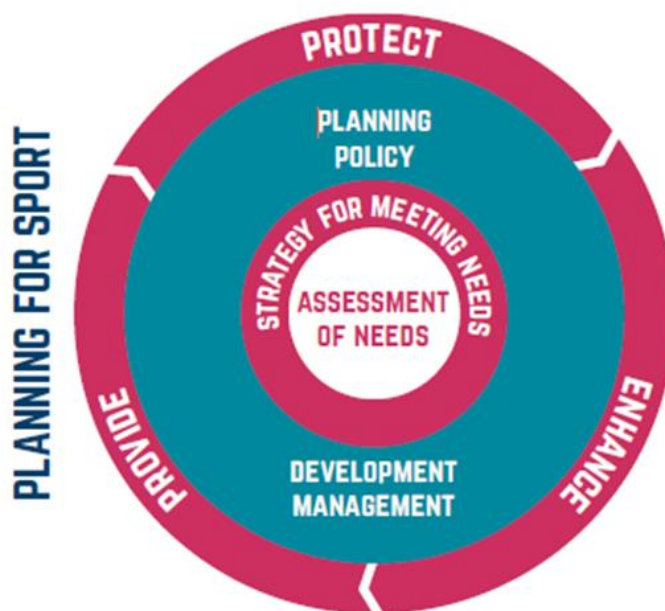 PLANNING FOR SPORT
PROTECT
PLANNING
POLICY
STRATEGY FOR MEETING NEEDS
ASSESSMENT
OF NEEDS
DEVELOPMENT
MANAGEMENT
PROVIDE
ENHANCE